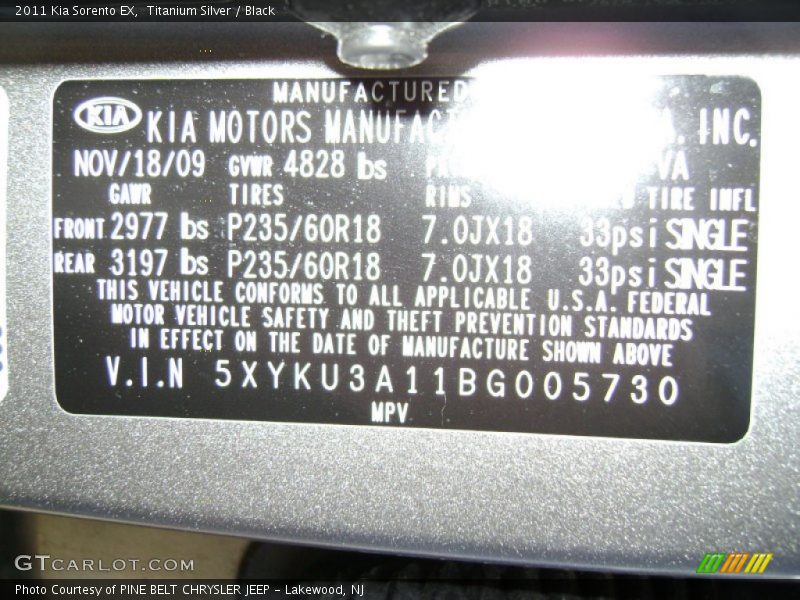 2011 Kia Sorento EX,  Titanium Silver / Black
MANUFACTURED
KIA KIA MOTORS MANUFAC INC.
NOV/18/09 GVWR 4828 lbs
GAWR TIRES RIMS TIRE INFL
FRONT 2977 lbs P235/60R18 7.0JX18 33psi SINGLE
REAR 3197 lbs P235/60R18 7.0JX18 33psi SINGLE
THIS VEHICLE CONFORMS TO ALL APPLICABLE U.S.A. FEDERAL
MOTOR VEHICLE SAFETY AND THEFT PREVENTION STANDARDS
IN EFFECT ON THE DATE OF MANUFACTURE SHOWN ABOVE
V.I.N 5XYKU3A11BG005730
MPV
GTCARLOT.COM
Photo Courtesy of PINE BELT CHRYSLER JEEP - Lakewood, NJ